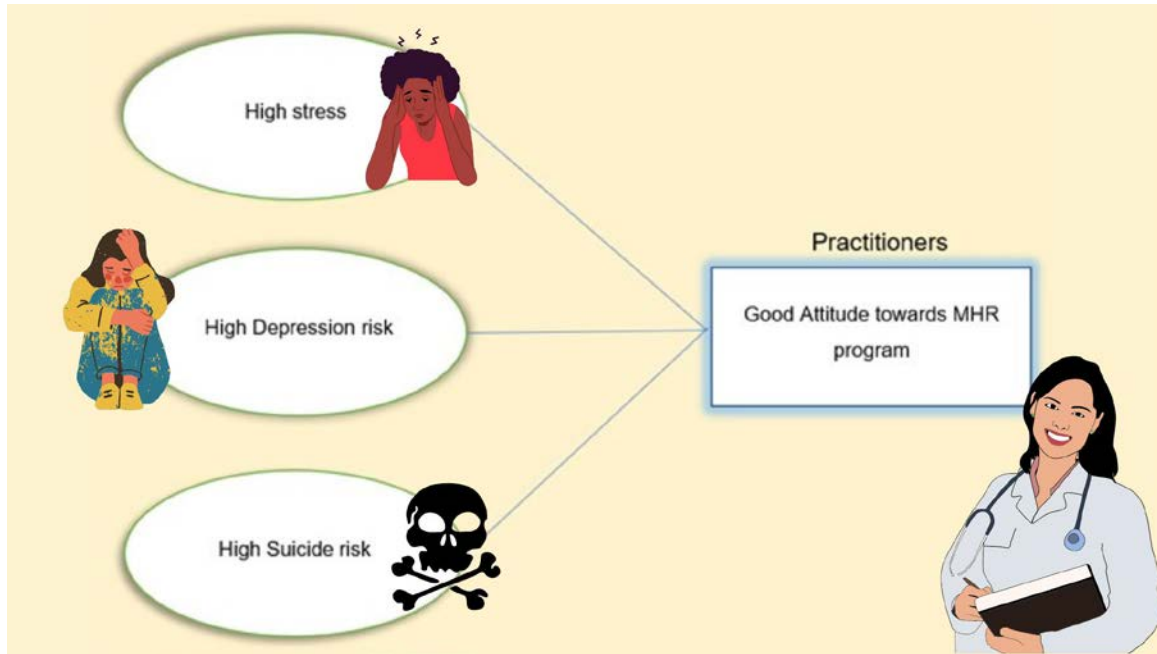 High stress
High Depression risk
High Suicide risk
Practitioners
Good Attitude towards MHR
program